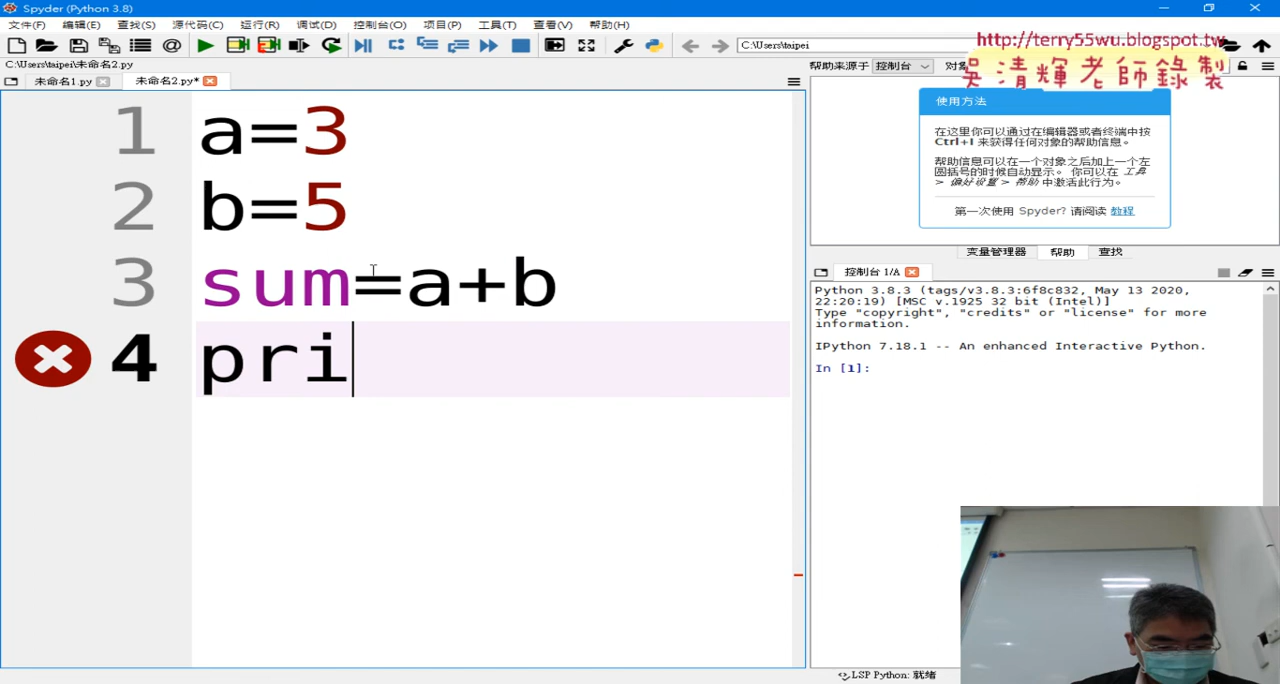 Spyder (Python 3.8)
文件(F) 编辑(E) 查找(S) 源代码(C) 运行(R) 调试(D) 控制台(O) 项目(P) 工具(T) 查看(V) 帮助(H)
C:\Users\taipei
http://terry55wu.blogspot.tw
吳清輝老師錄製
C:\Users\taipei\未命名2.py
未命名1.py
未命名2.py*
1 a=3
2 b=5
3 sum=a+b
4 pri
帮助来源于 控制台 对象
使用方法
在这里你可以通过在编辑器或者终端中按
Ctrl+I 来获得任何对象的帮助信息。
帮助信息可以在一个对象之后加上一个左
圆括号的时候自动显示。 你可以在 工具
> 偏好设置 > 帮助 中激活此行为。
第一次使用 Spyder? 请阅读 教程
变量管理器 帮助 查找
控制台 1/A
Python 3.8.3 (tags/v3.8.3:6f8c832, May 13 2020,
22:20:19) [MSC v.1925 32 bit (Intel)]
Type "copyright", "credits" or "license" for more
information.
IPython 7.18.1 -- An enhanced Interactive Python.
In [1]:
LSP Python: 就绪